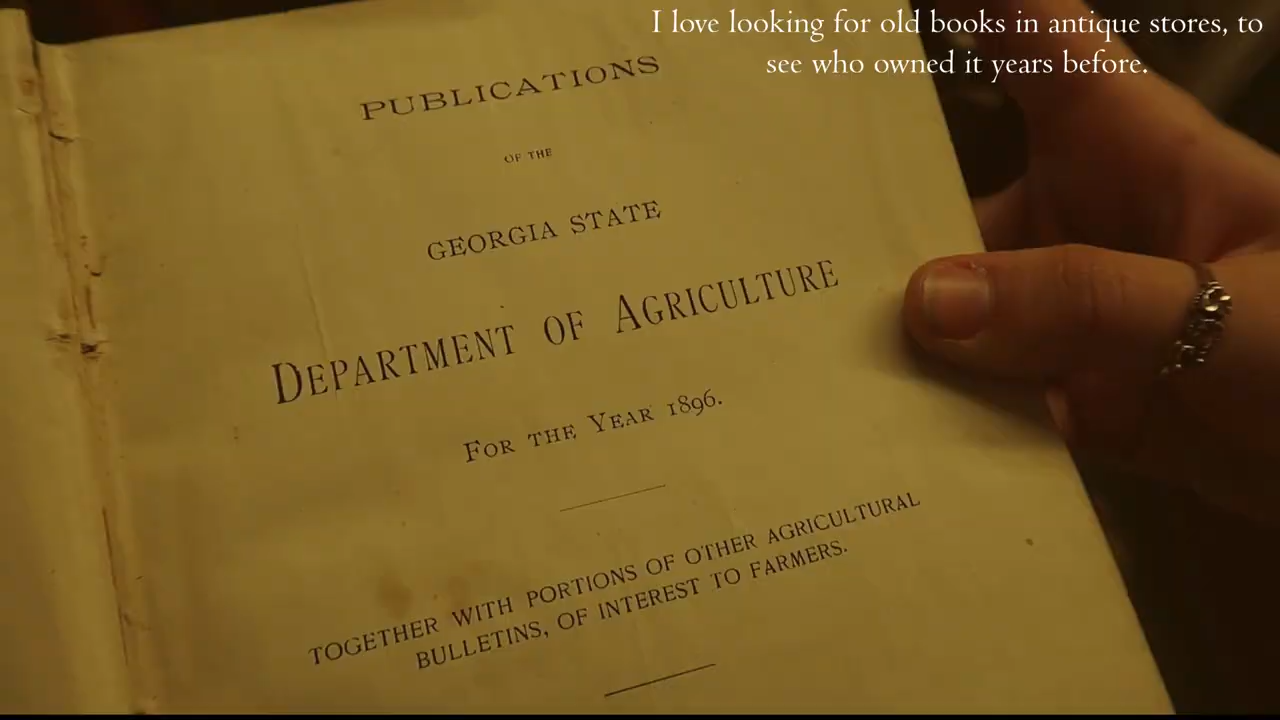 I love looking for old books in antique stores, to
see who owned it years before.
PUBLICATIONS
OF THE
GEORGIA STATE
DEPARTMENT OF AGRICULTURE
FOR THE YEAR 1896.
TOGETHER WITH PORTIONS OF OTHER AGRICULTURAL
BULLETINS, OF INTEREST TO FARMERS.